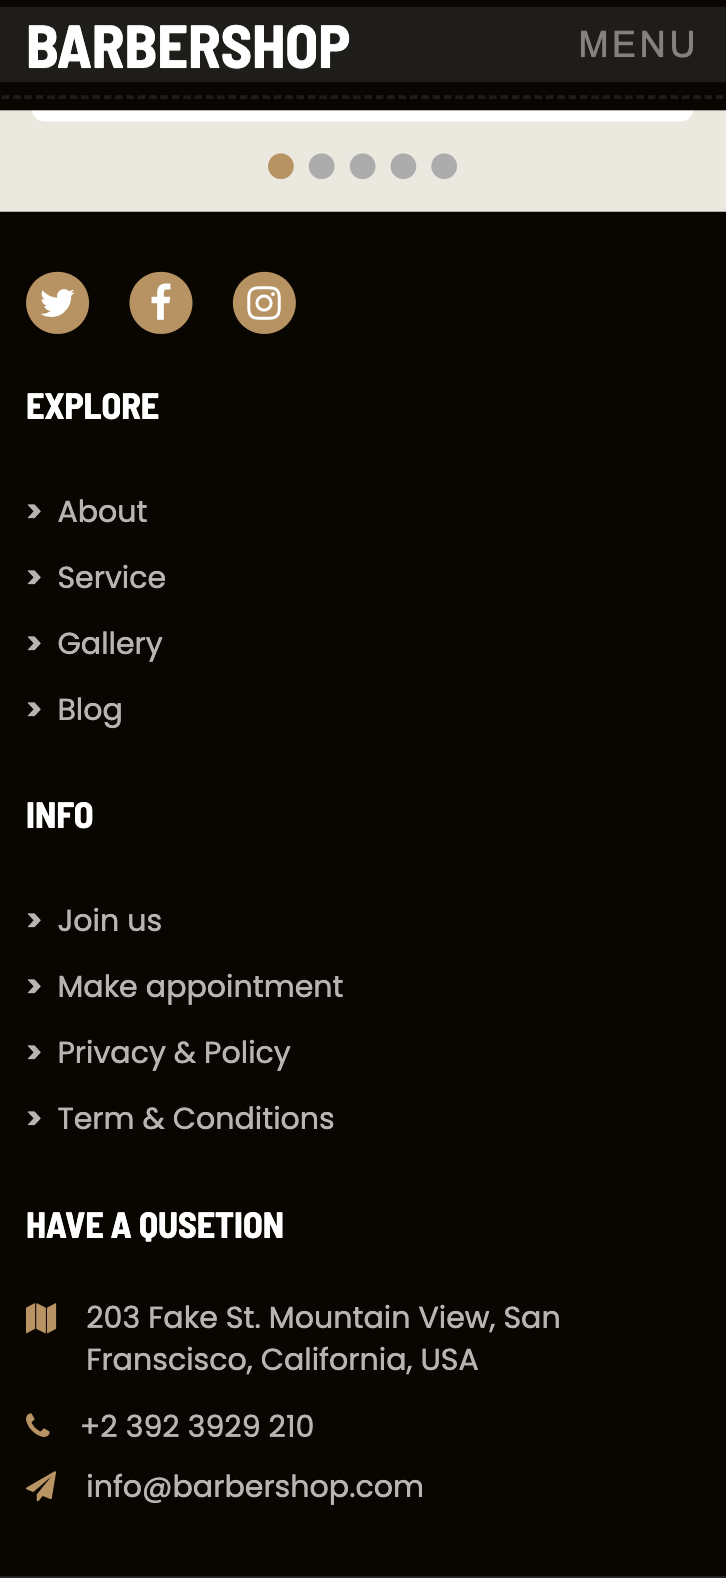 BARBERSHOP
MENU
EXPLORE
About
Service
Gallery
Blog
INFO
Join us
Make appointment
Privacy & Policy
Term & Conditions
HAVE A QUSETION
203 Fake St. Mountain View, San
Franscisco, California, USA
+2 392 3929 210
info@barbershop.com